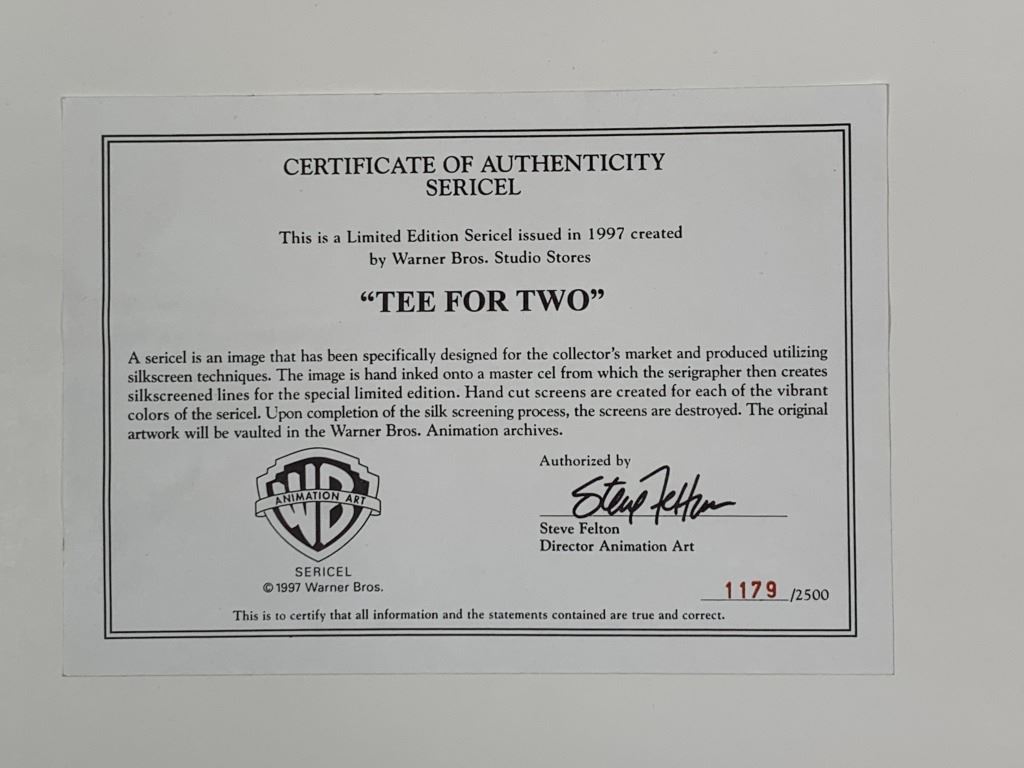 CERTIFICATE OF AUTHENTICITY
SERICEL
This is a Limited Edition Sericel issued in 1997 created
by Warner Bros. Studio Stores
“TEE FOR TWO”
A sericel is an image that has been specifically designed for the collector's market and produced utilizing
silkscreen techniques. The image is hand inked onto a master cel from which the serigrapher then creates
silkscreened lines for the special limited edition. Hand cut screens are created for each of the vibrant
colors of the sericel. Upon completion of the silk screening process, the screens are destroyed. The original
artwork will be vaulted in the Warner Bros. Animation archives.
WB
ANIMATION ART
SERICEL
©1997 Warner Bros.
Authorized by
Steve Felton
Steve Felton
Director Animation Art
1179 /2500
This is to certify that all information and the statements contained are true and correct.